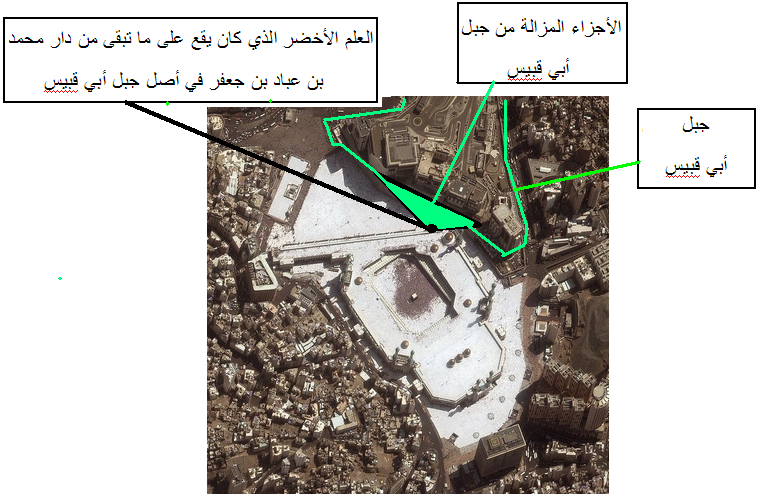 العلم الأخضر الذي كان يقع على ما تبقى من دار محمد
بن عباد بن جعفر في أصل جبل أبي قبيس
الأجزاء المزالة من جبل
أبي قبيس
جبل
أبي قبيس